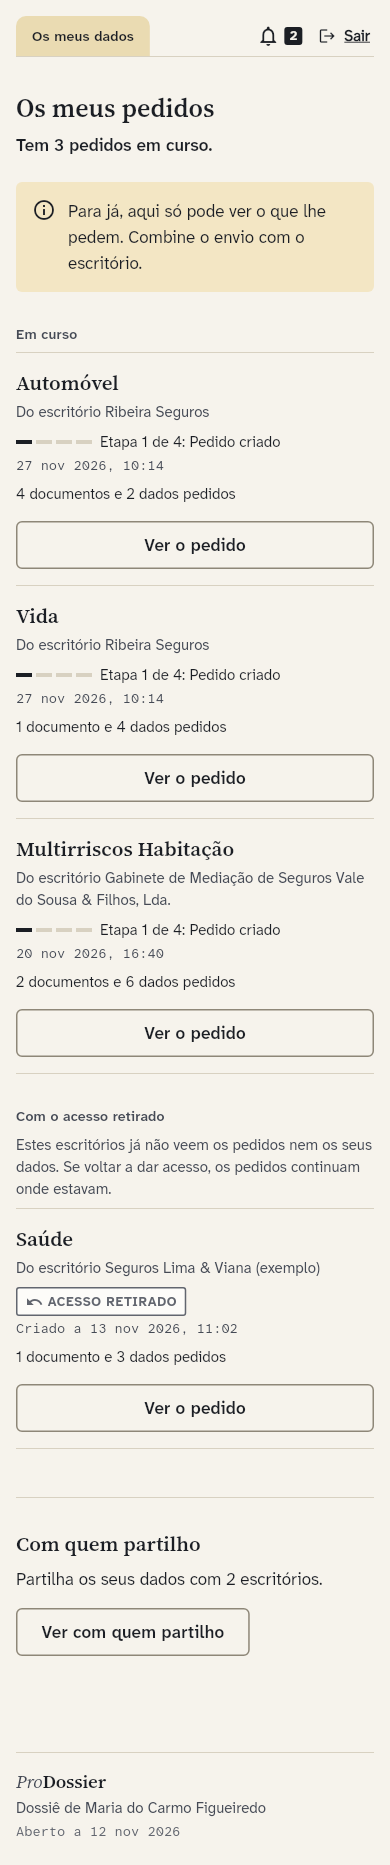 Os meus dados
2
Sair
Os meus pedidos
Tem 3 pedidos em curso.
Para já, aqui só pode ver o que lhe
pedem. Combine o envio com o
escritório.
Em curso
Automóvel
Do escritório Ribeira Seguros
Etapa 1 de 4: Pedido criado
27 nov 2026, 10:14
4 documentos e 2 dados pedidos
Ver o pedido
Vida
Do escritório Ribeira Seguros
Etapa 1 de 4: Pedido criado
27 nov 2026, 10:14
1 documento e 4 dados pedidos
Ver o pedido
Multirriscos Habitação
Do escritório Gabinete de Mediação de Seguros Vale
do Sousa & Filhos, Lda.
Etapa 1 de 4: Pedido criado
20 nov 2026, 16:40
2 documentos e 6 dados pedidos
Ver o pedido
Com o acesso retirado
Estes escritórios já não veem os pedidos nem os seus
dados. Se voltar a dar acesso, os pedidos continuam
onde estavam.
Saúde
Do escritório Seguros Lima & Viana (exemplo)
ACESSO RETIRADO
Criado a 13 nov 2026, 11:02
1 documento e 3 dados pedidos
Ver o pedido
Com quem partilho
Partilha os seus dados com 2 escritórios.
Ver com quem partilho
ProDossier
Dossiê de Maria do Carmo Figueiredo
Aberto a 12 nov 2026